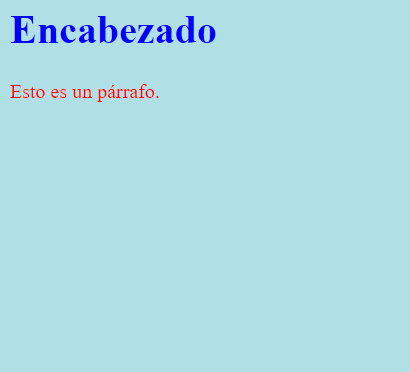 Encabezado
Esto es un párrafo.